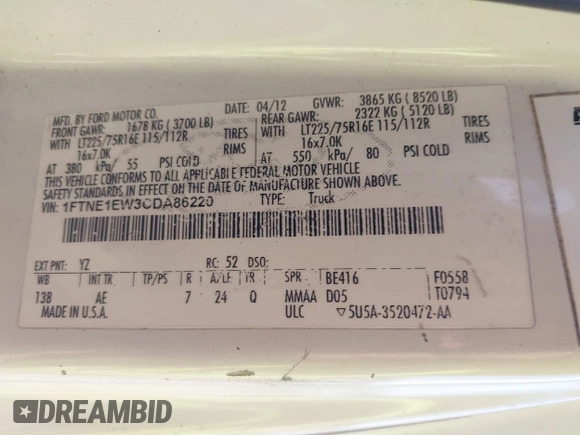 MFD. BY FORD MOTOR CO.
DATE: 04/12 GVWR: 3865 KG ( 8520 LB)
FRONT GAWR: 1678 KG ( 3700 LB) REAR GAWR: 2322 KG ( 5120 LB)
WITH LT225/75R16E 115/112R TIRES WITH LT225/75R16E 115/112R TIRES
16x7.0K RIMS 16x7.0K RIMS
AT 380 kPa/ 55 PSI COLD AT 550 kPa/ 80 PSI COLD
THIS VEHICLE CONFORMS TO ALL APPLICABLE FEDERAL MOTOR VEHICLE
SAFETY STANDARDS IN EFFECT ON THE DATE OF MANUFACTURE SHOWN ABOVE.
VIN: 1FTNE1EW3CDA86220 TYPE: Truck
EXT PNT: YZ RC: 52 DSO:
WB INT TR TP/PS R AXLE TR SPR BE416 F0558
138 AE 7 24 Q MMAA D05 T0794
MADE IN U.S.A. ULC ▽5U5A-3520472-AA
DREAMBID